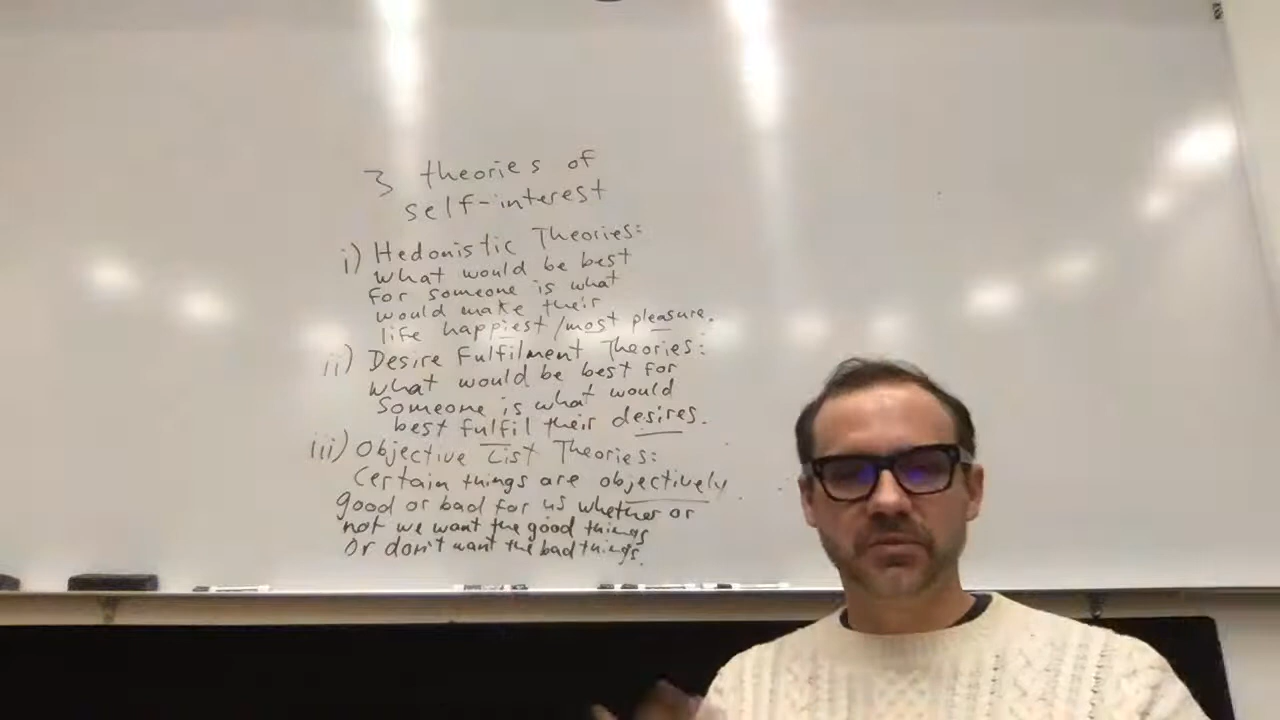 3 theories of
self-interest
i) Hedonistic Theories:
what would be best
for someone is what
would make their
life happiest/most pleasure.
ii) Desire Fulfilment Theories:
what would be best for
someone is what would
best fulfil their desires.
iii) Objective List Theories:
Certain things are objectively
good or bad for us whether or
not we want the good things
or don't want the bad things.